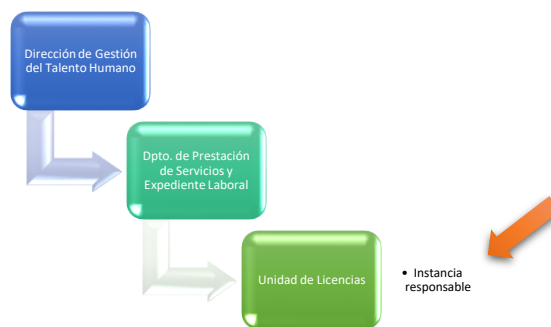 Dirección de Gestión
del Talento Humano
Dpto. de Prestación
de Servicios y
Expediente Laboral
Unidad de Licencias
• Instancia
responsable